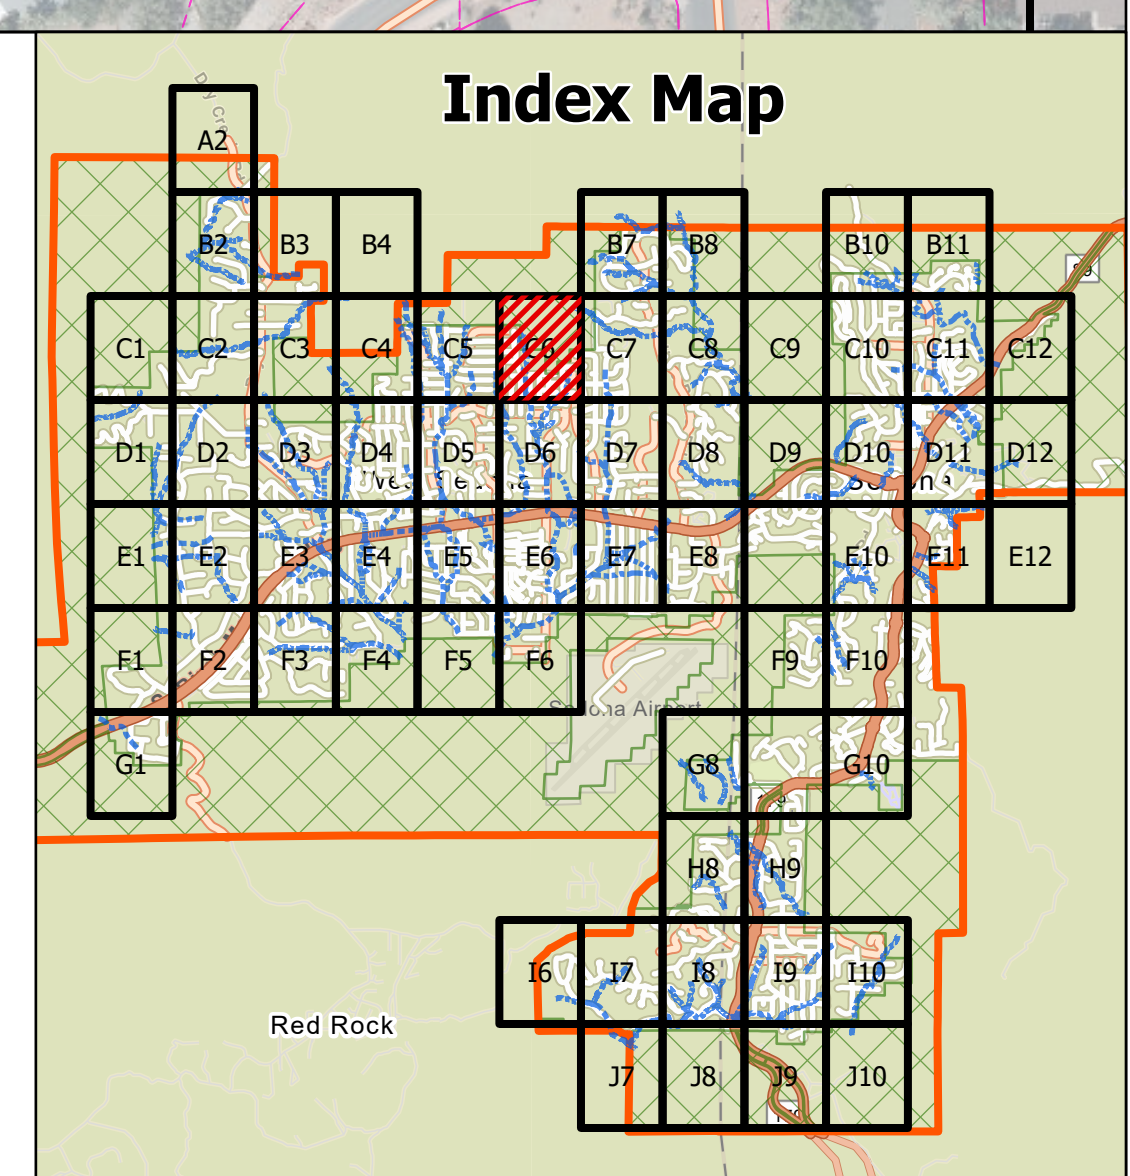 Index Map
A2
B2 B3 B4 B7 B8 B10 B11
C1 C2 C3 C4 C5 C6 C7 C8 C9 C10 C11 C12
D1 D2 D3 D4 D5 D6 D7 D8 D9 D10 D11 D12
E1 E2 E3 E4 E5 E6 E7 E8 E10 E11 E12
F1 F2 F3 F4 F5 F6 F9 F10
Sedona Airport
G1 G8 G10
H8 H9
I6 I7 I8 I9 I10
Red Rock
J7 J8 J9 J10